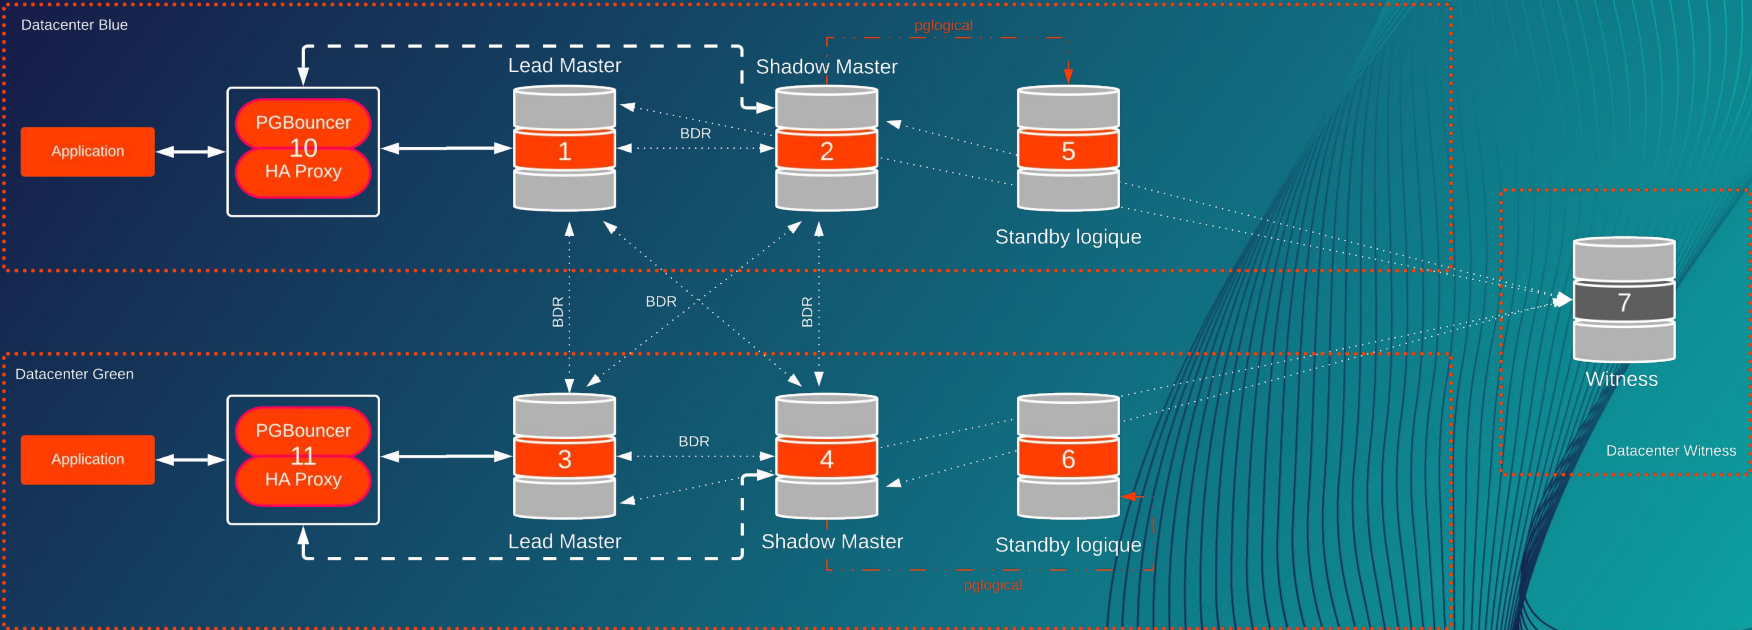 Datacenter Blue
pglogical
Lead Master
Shadow Master
PGBouncer
10
HA Proxy
Application
BDR
1
2
5
Standby logique
BDR
BDR
BDR
7
Witness
Datacenter Witness
Datacenter Green
PGBouncer
11
HA Proxy
Application
BDR
3
4
6
Lead Master
Shadow Master
Standby logique
pglogical